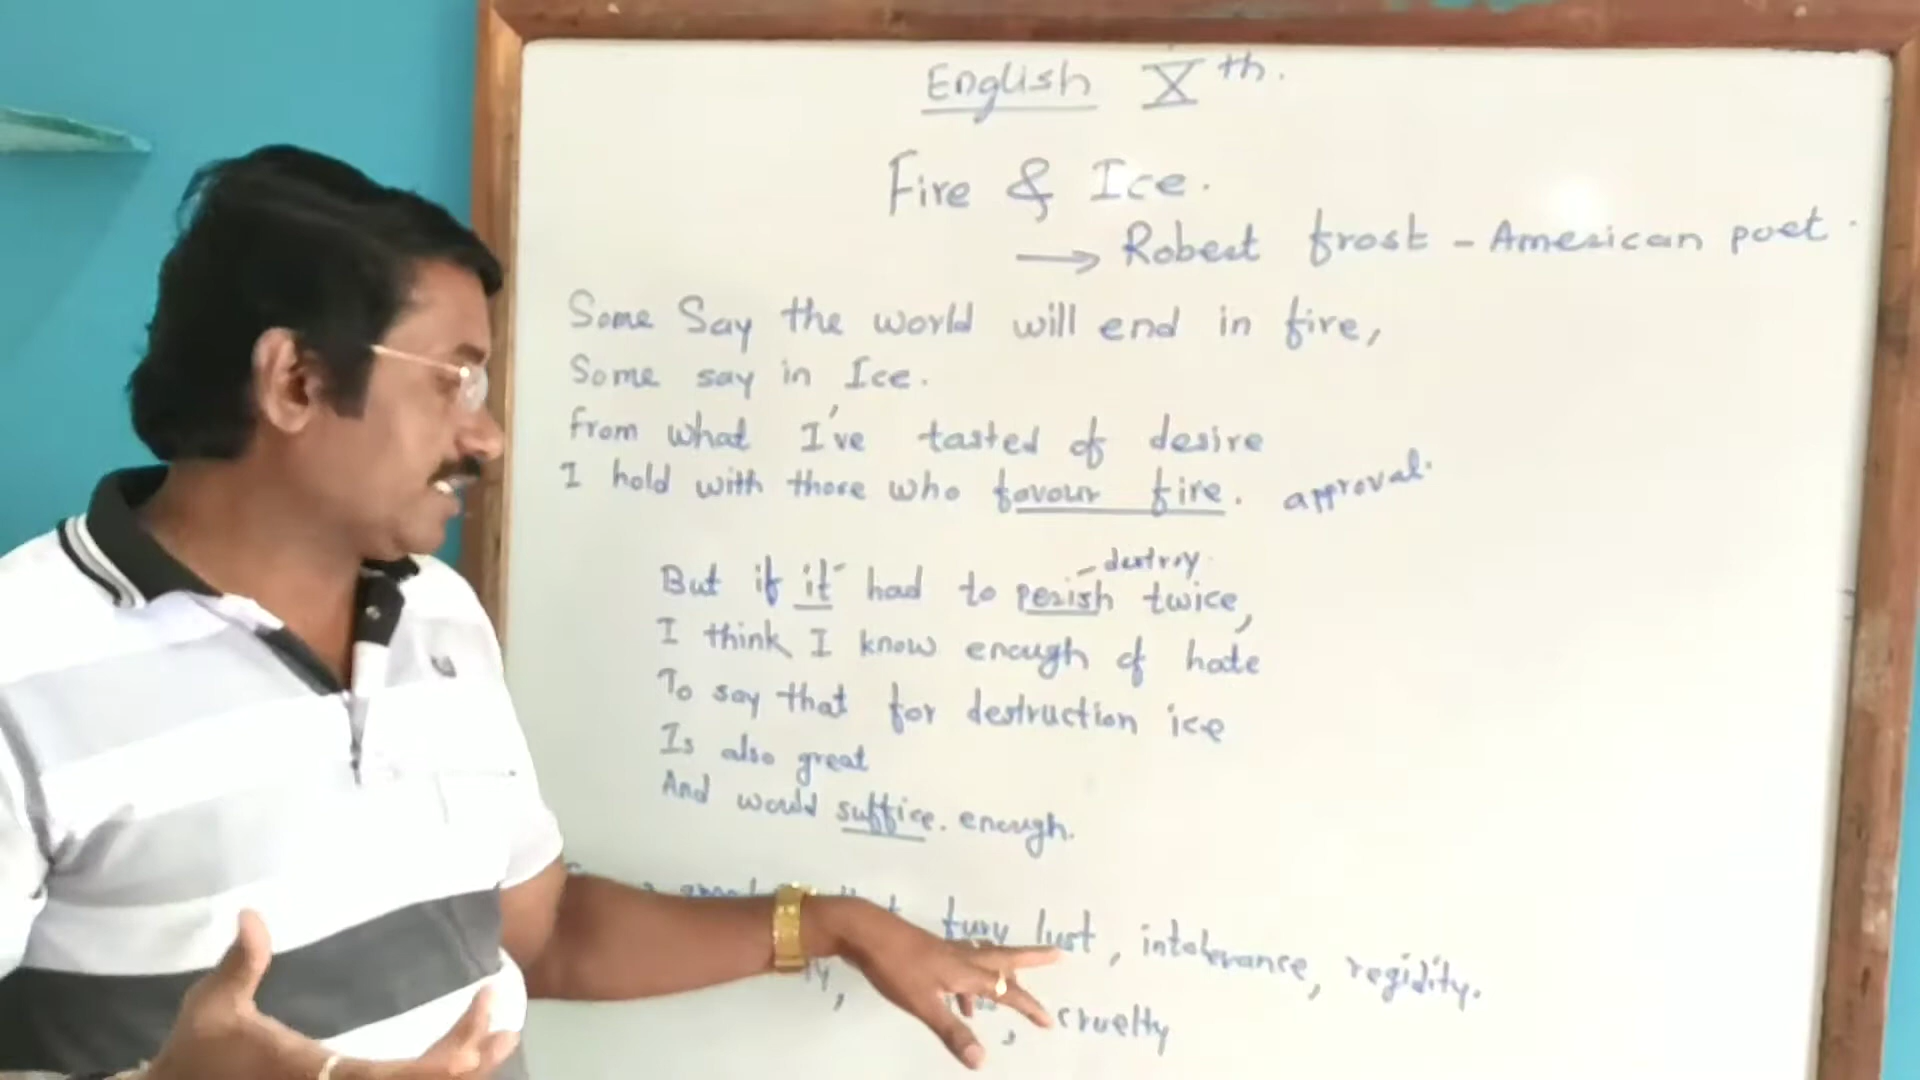 English Xth.
Fire & Ice.
→ Robert frost - American poet.
Some Say the world will end in fire,
Some say in Ice.
From what I've tasted of desire
I hold with those who favour fire. approval.
- destroy.
But if it had to perish twice,
I think I know enough of hate
To say that for destruction ice
Is also great
And would suffice. enough.
fury lust, intolerance, regidity.
cruelty